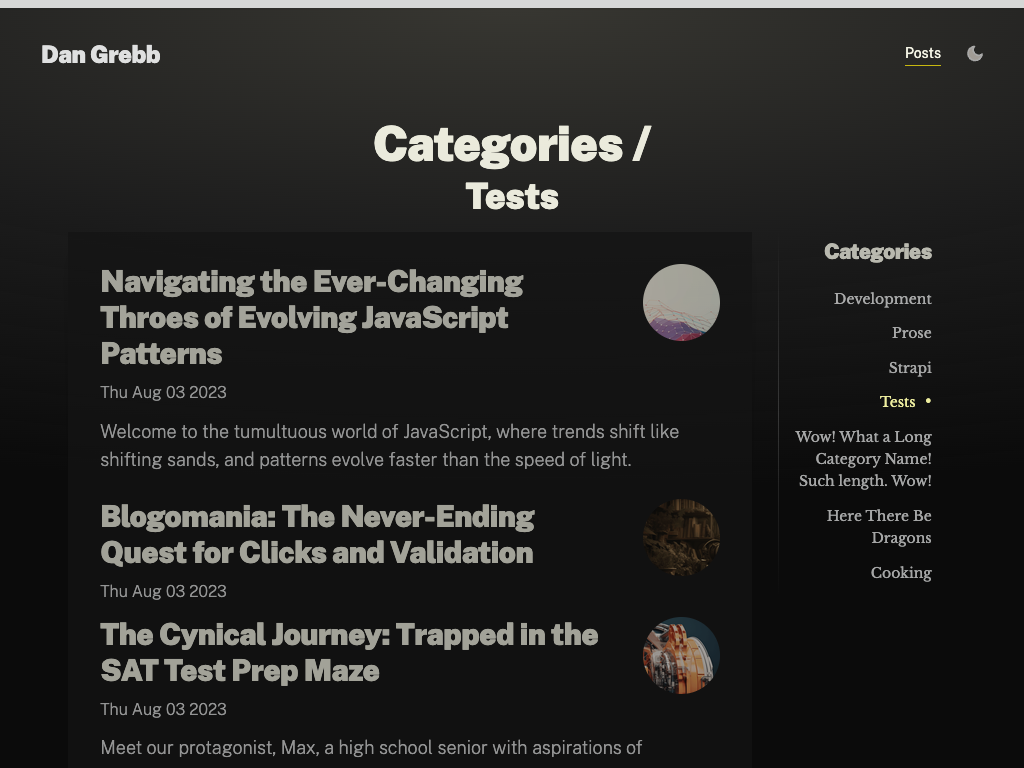 Dan Grebb
Posts
Categories /
Tests
Navigating the Ever-Changing
Throes of Evolving JavaScript
Patterns
Thu Aug 03 2023
Welcome to the tumultuous world of JavaScript, where trends shift like
shifting sands, and patterns evolve faster than the speed of light.
Blogomania: The Never-Ending
Quest for Clicks and Validation
Thu Aug 03 2023
The Cynical Journey: Trapped in the
SAT Test Prep Maze
Thu Aug 03 2023
Meet our protagonist, Max, a high school senior with aspirations of
Categories
Development
Prose
Strapi
Tests •
Wow! What a Long
Category Name!
Such length. Wow!
Here There Be
Dragons
Cooking